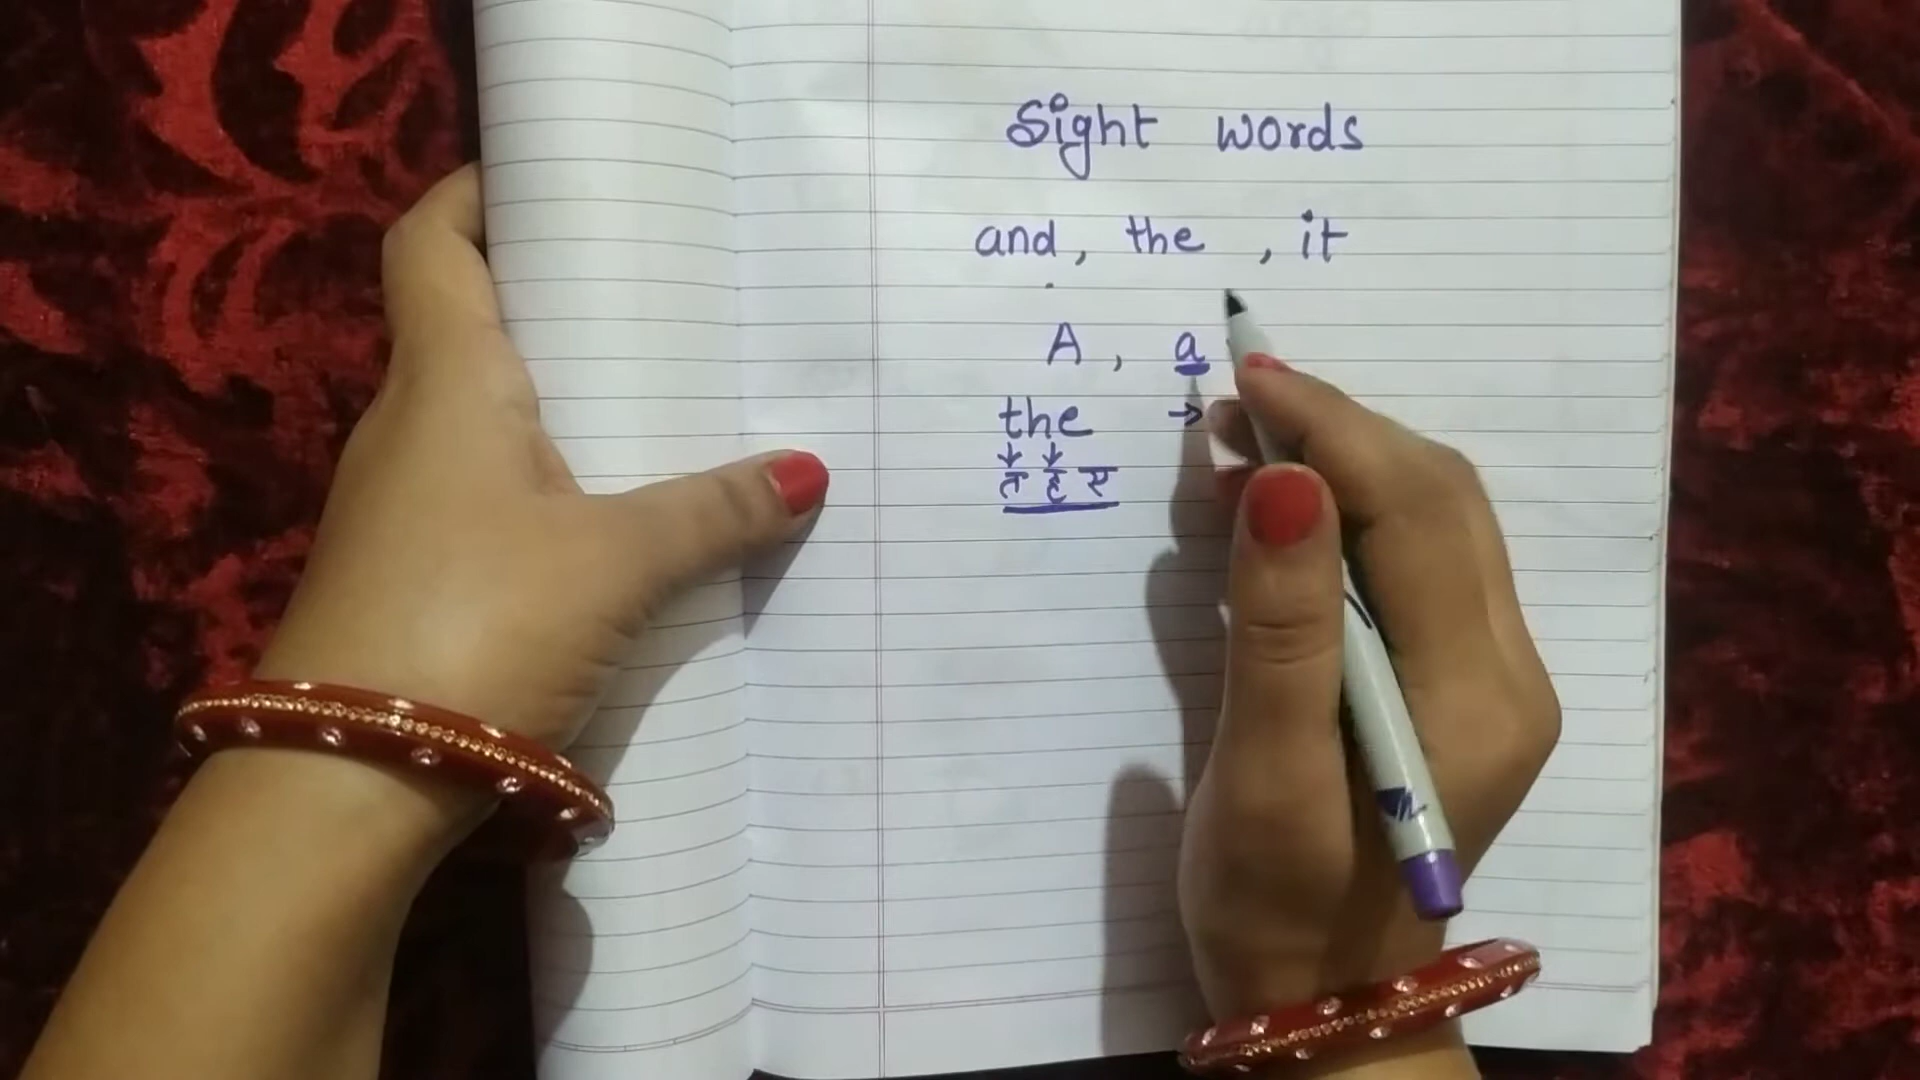 Sight words
and, the , it
A , a
the →
↓ ↓
त ह ए